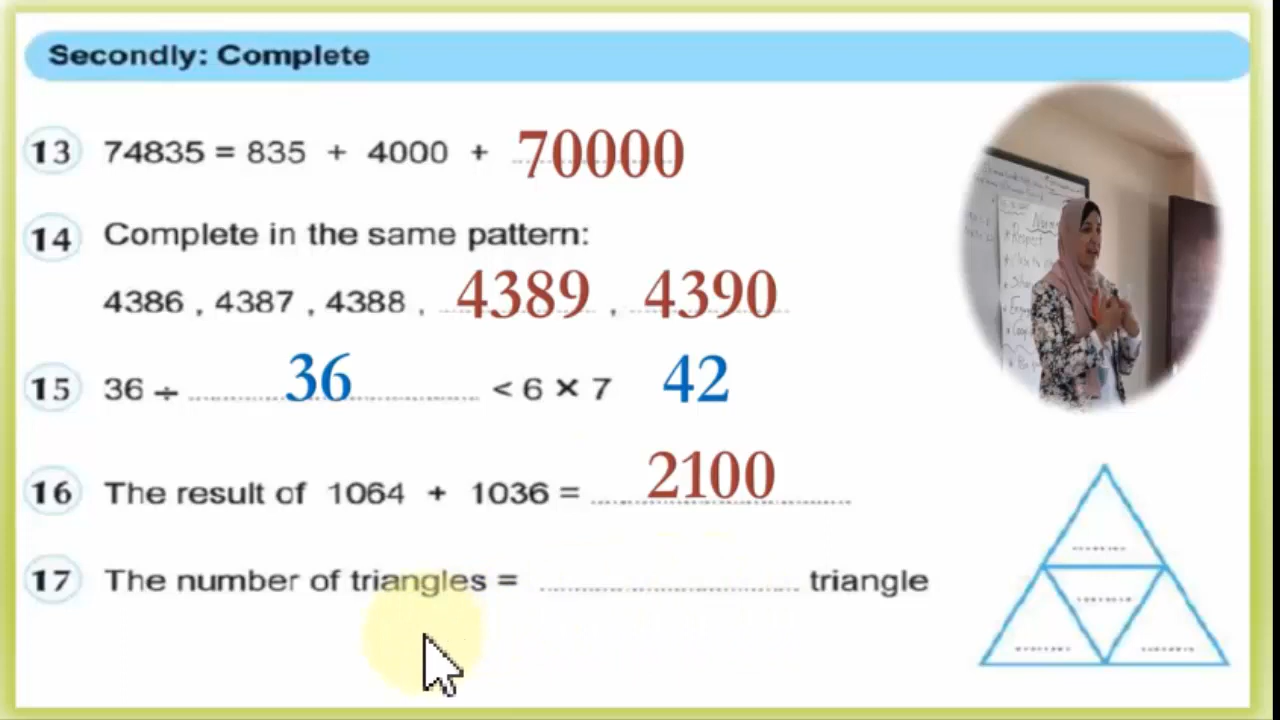 Secondly: Complete
13 74835 = 835 + 4000 + 70000
14 Complete in the same pattern:
4386 , 4387 , 4388 , 4389 , 4390
15 36 ÷ 36 < 6 × 7 42
16 The result of 1064 + 1036 = 2100
17 The number of triangles = ........ triangle
Respect